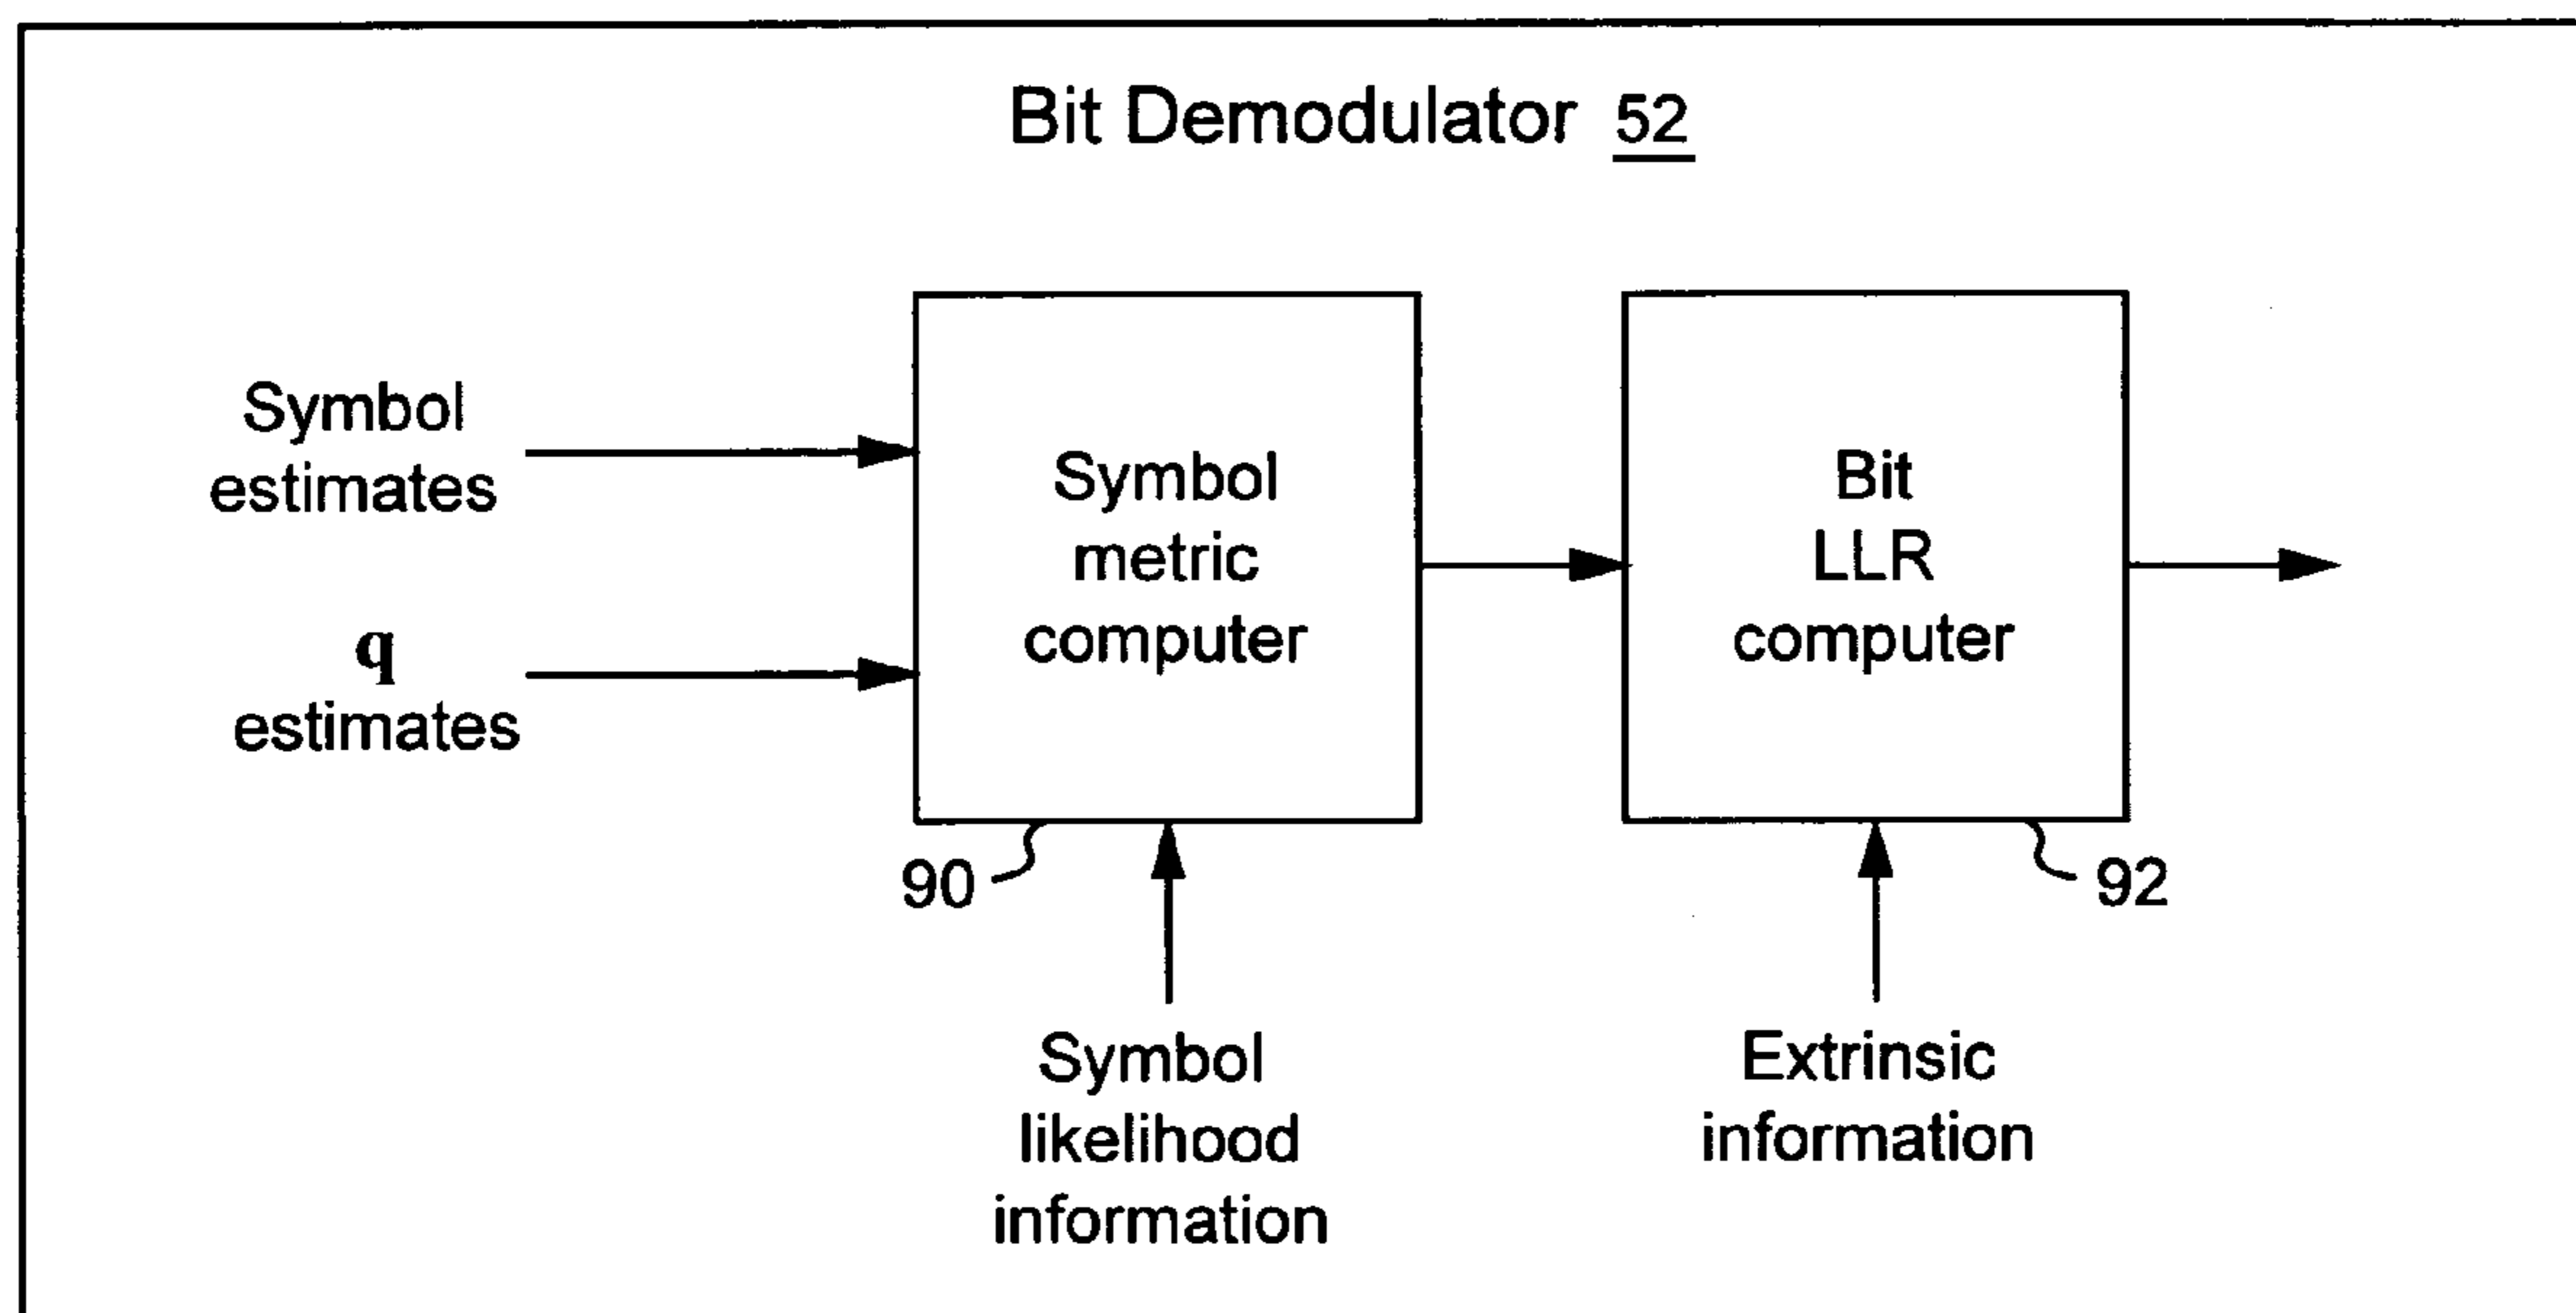 Bit Demodulator 52
Symbol
estimates
q
estimates
Symbol
metric
computer
Bit
LLR
computer
90
92
Symbol
likelihood
information
Extrinsic
information